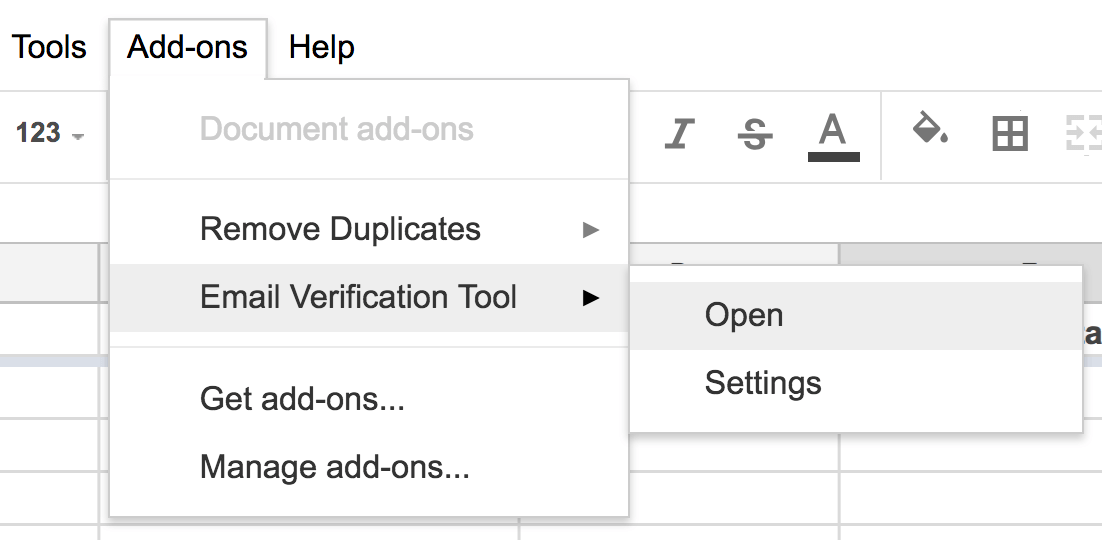 Tools Add-ons Help
123
Document add-ons
S A
Remove Duplicates
Email Verification Tool
Open
Settings
Get add-ons...
Manage add-ons...